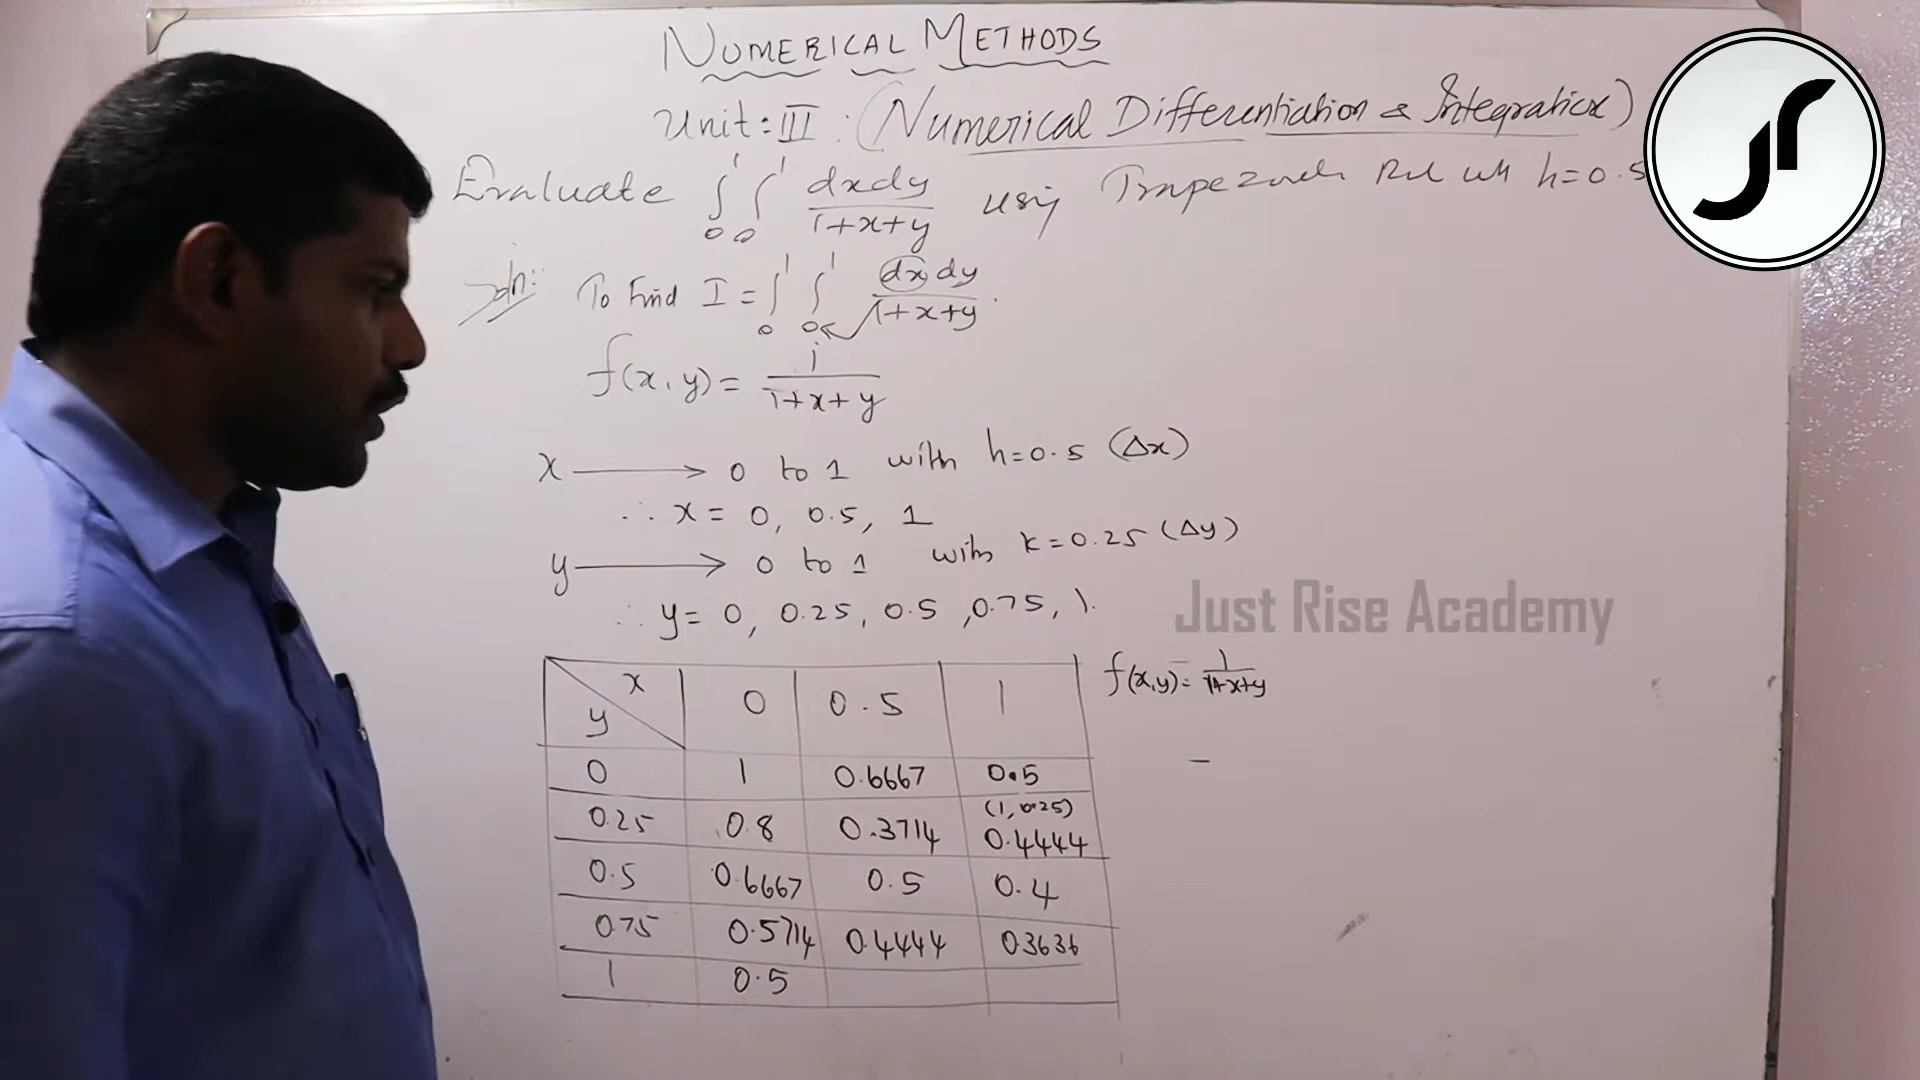 NUMERICAL METHODS
Unit: III : (Numerical Differentiation & Integration)
Evaluate ∫₀¹ ∫₀¹ dxdy / 1+x+y using h=0.5
Soln: To Find I = ∫₀¹ ∫₀¹ dx dy / 1+x+y .
f(x, y) = 1 / 1+x+y
x → 0 to 1 with h=0.5 (Δx)
∴ x = 0, 0.5, 1
y → 0 to 1 with k=0.25 (Δy)
∴ y = 0, 0.25, 0.5, 0.75, 1.
Just Rise Academy
x 0 0.5 1 f(x,y) = 1 / 1+x+y
y
0 1 0.6667 0.5 –
(1, 0.25)
0.25 0.8 0.3714 0.4444
0.5 0.6667 0.5 0.4
0.75 0.5714 0.4444 0.3636
1 0.5